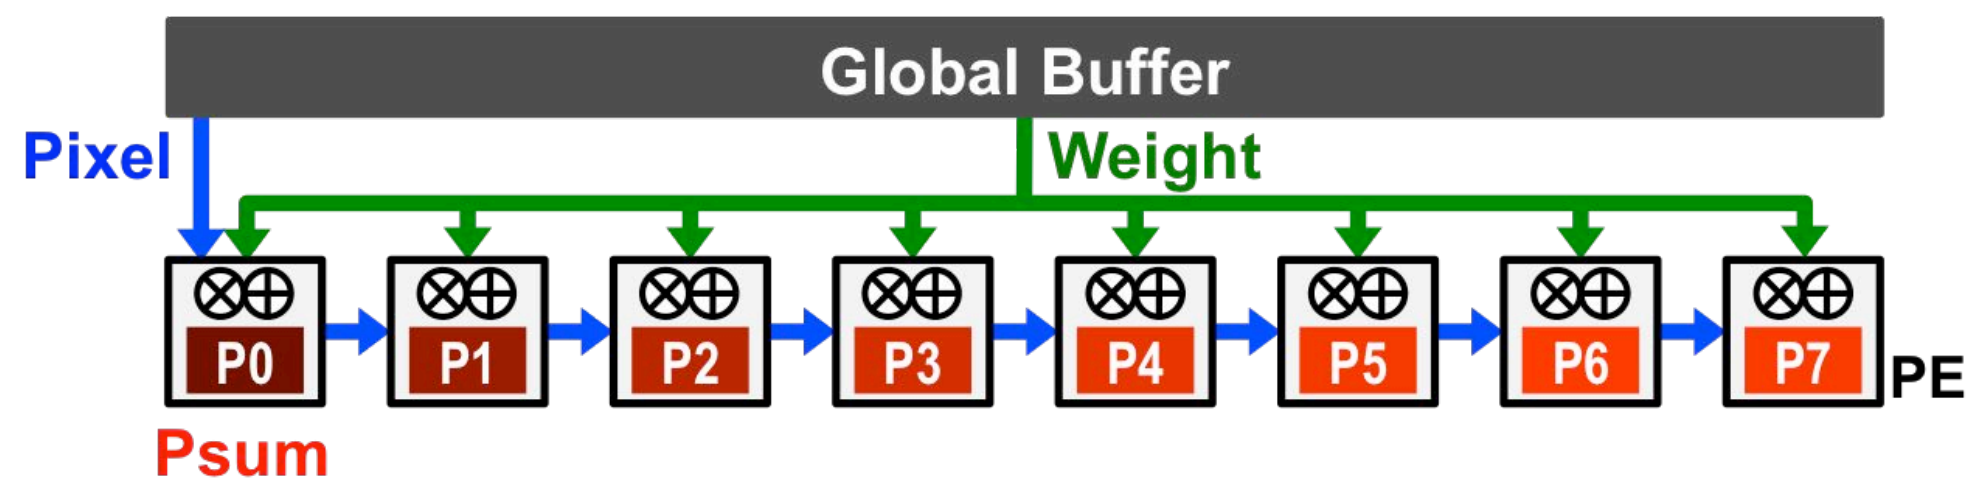 Global Buffer
Pixel
Weight
P0 P1 P2 P3 P4 P5 P6 P7
PE
Psum